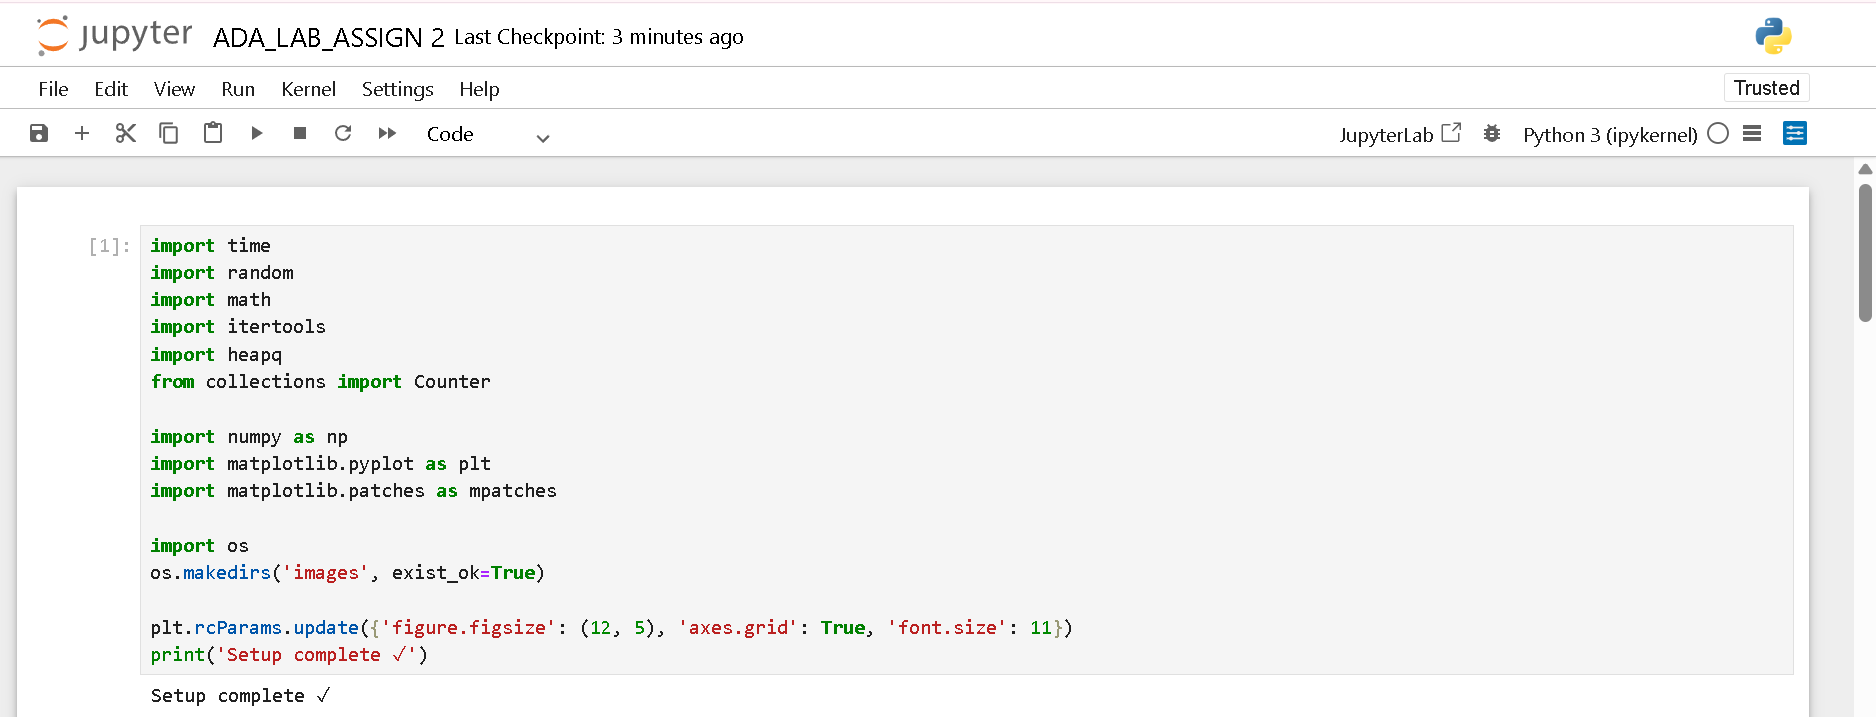 jupyter ADA_LAB_ASSIGN 2 Last Checkpoint: 3 minutes ago
File Edit View Run Kernel Settings Help Trusted
Code JupyterLab Python 3 (ipykernel)
[1]: import time
import random
import math
import itertools
import heapq
from collections import Counter
import numpy as np
import matplotlib.pyplot as plt
import matplotlib.patches as mpatches
import os
os.makedirs('images', exist_ok=True)
plt.rcParams.update({'figure.figsize': (12, 5), 'axes.grid': True, 'font.size': 11})
print('Setup complete ✓')
Setup complete ✓